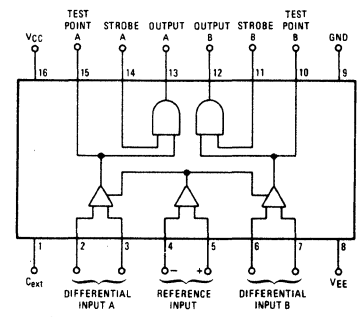 TEST TEST
POINT STROBE OUTPUT OUTPUT STROBE POINT
VCC A A A B B B GND
16 15 14 13 12 11 10 9
1 2 3 4 5 6 7 8
− +
Cext DIFFERENTIAL REFERENCE DIFFERENTIAL VEE
INPUT A INPUT INPUT B